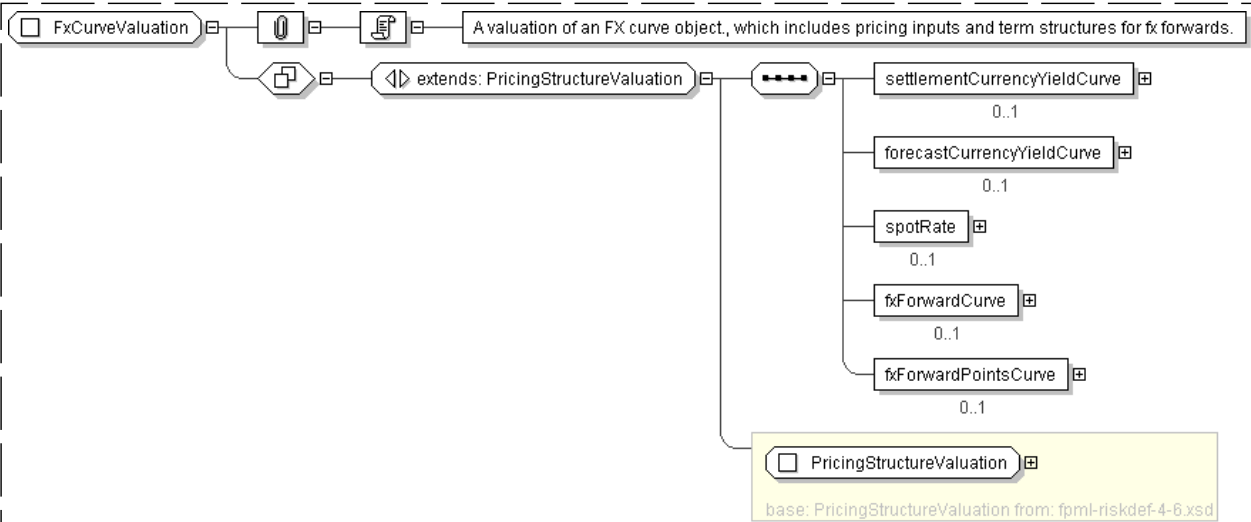 FxCurveValuation
A valuation of an FX curve object., which includes pricing inputs and term structures for fx forwards.
extends: PricingStructureValuation
settlementCurrencyYieldCurve
0..1
forecastCurrencyYieldCurve
0..1
spotRate
0..1
fxForwardCurve
0..1
fxForwardPointsCurve
0..1
PricingStructureValuation
base: PricingStructureValuation from: fpml-riskdef-4-6.xsd